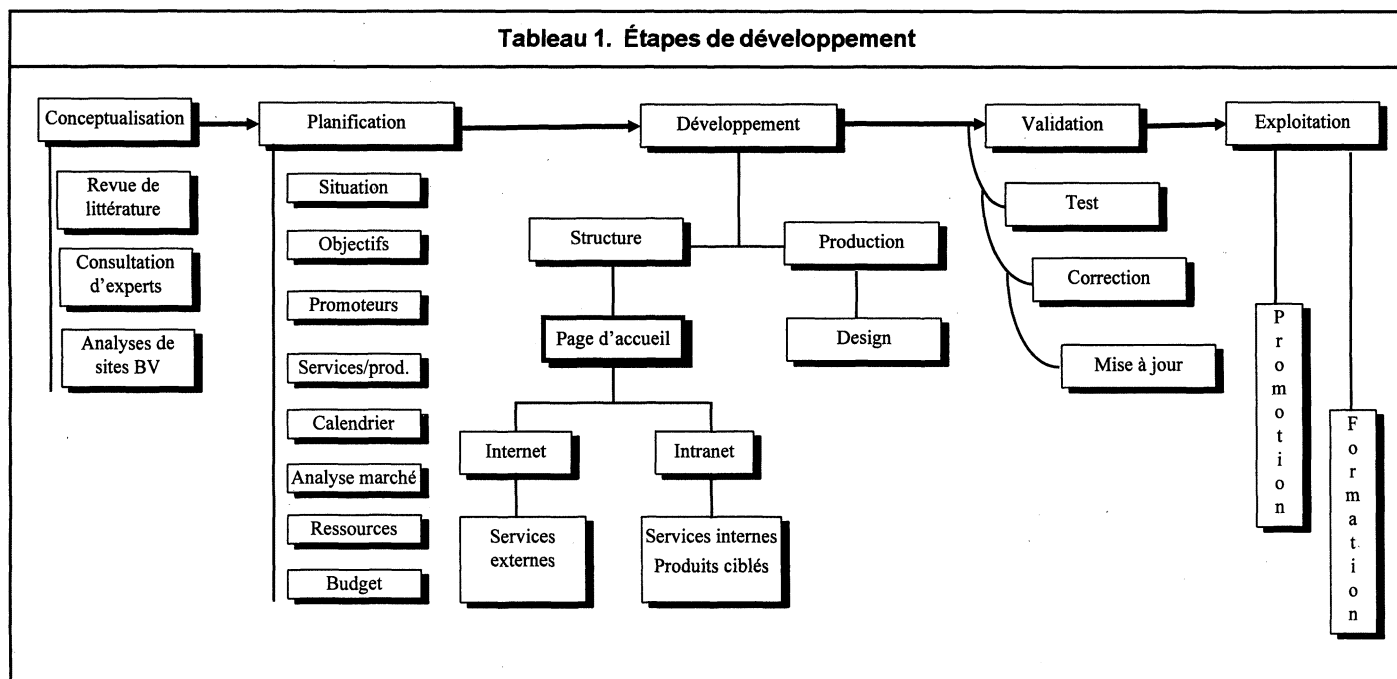 Tableau 1. Étapes de développement
Conceptualisation
Planification
Développement
Validation
Exploitation
Revue de
littérature
Consultation
d'experts
Analyses de
sites BV
Situation
Objectifs
Promoteurs
Services/prod.
Calendrier
Analyse marché
Ressources
Budget
Structure
Production
Page d'accueil
Design
Internet
Intranet
Services
externes
Services internes
Produits ciblés
Test
Correction
Mise à jour
Promotion
Formation